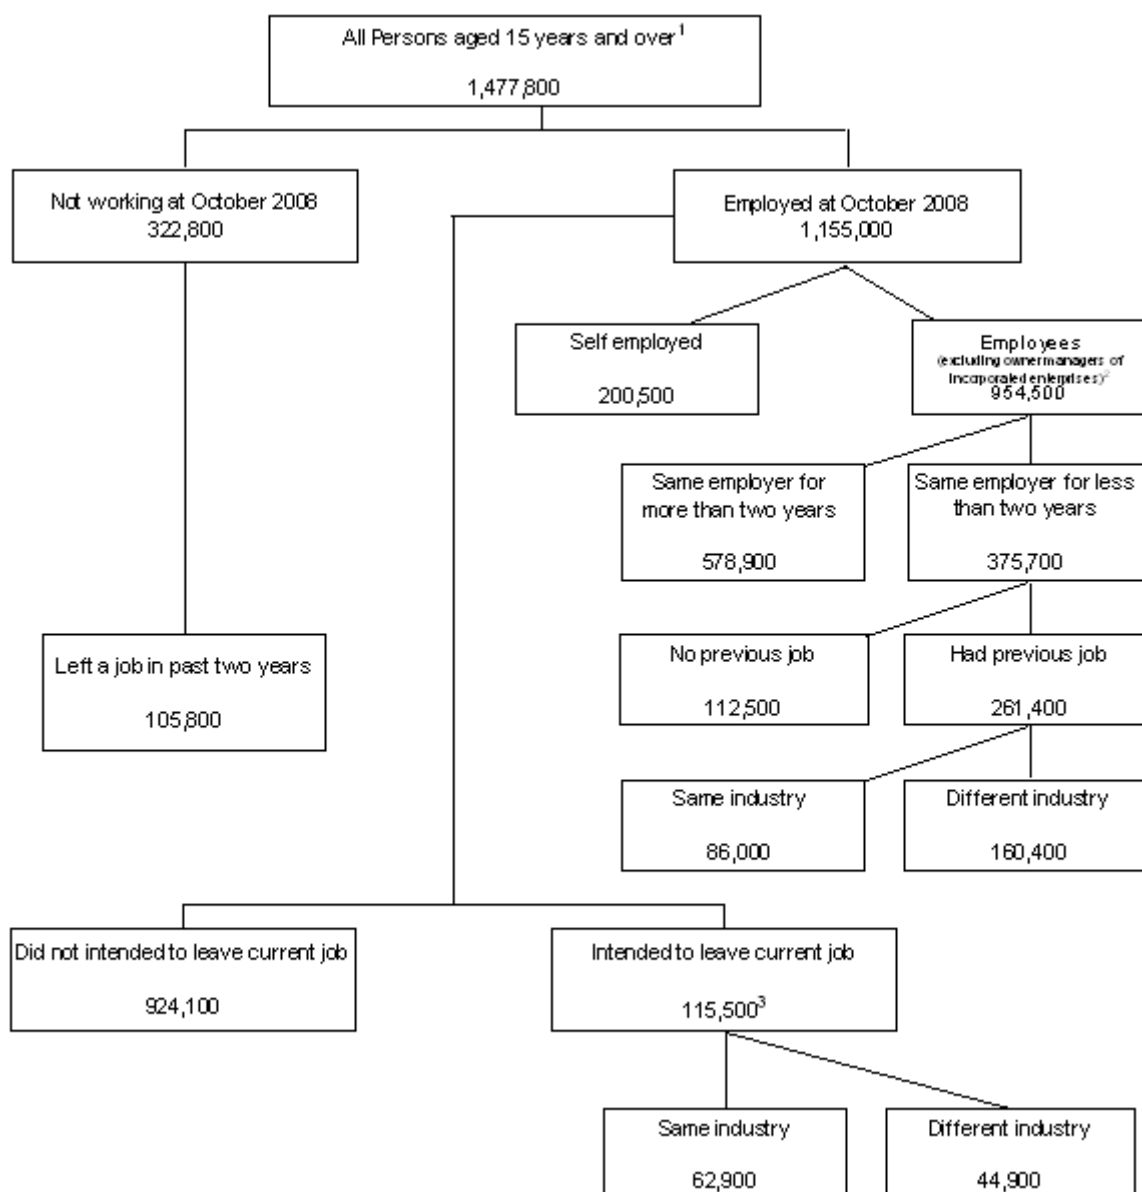 All Persons aged 15 years and over1
1,477,800
Not working at October 2008
322,800
Employed at October 2008
1,155,000
Self employed
200,500
Employees
(excluding owner managers of
incorporated enterprises)2
954,500
Same employer for
more than two years
578,900
Same employer for less
than two years
375,700
Left a job in past two years
105,800
No previous job
112,500
Had previous job
261,400
Same industry
86,000
Different industry
160,400
Did not intended to leave current job
924,100
Intended to leave current job
115,5003
Same industry
62,900
Different industry
44,900